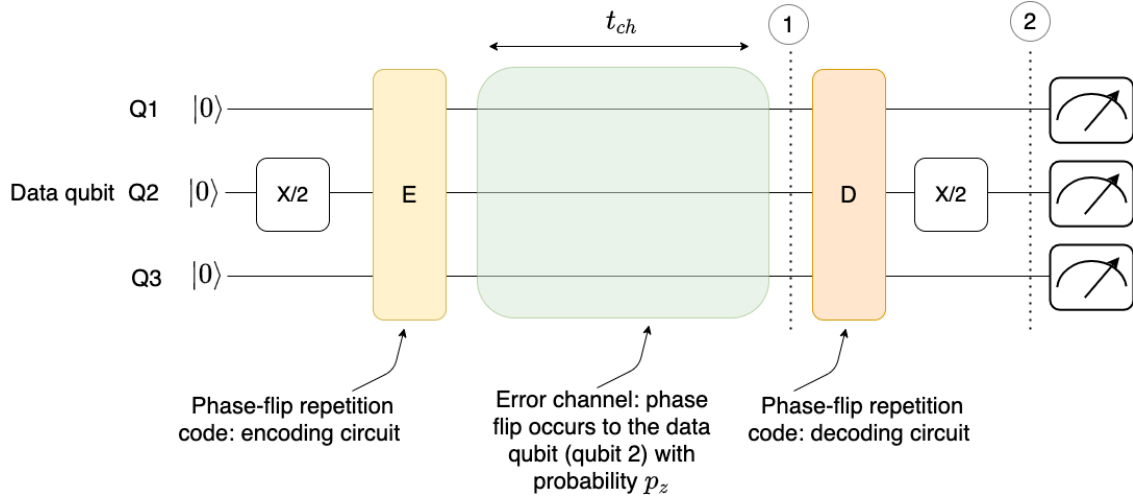 t_{ch}
1
2
Q1 |0⟩
Data qubit Q2 |0⟩ X/2 E D X/2
Q3 |0⟩
Phase-flip repetition
code: encoding circuit
Error channel: phase
flip occurs to the data
qubit (qubit 2) with
probability p_z
Phase-flip repetition
code: decoding circuit